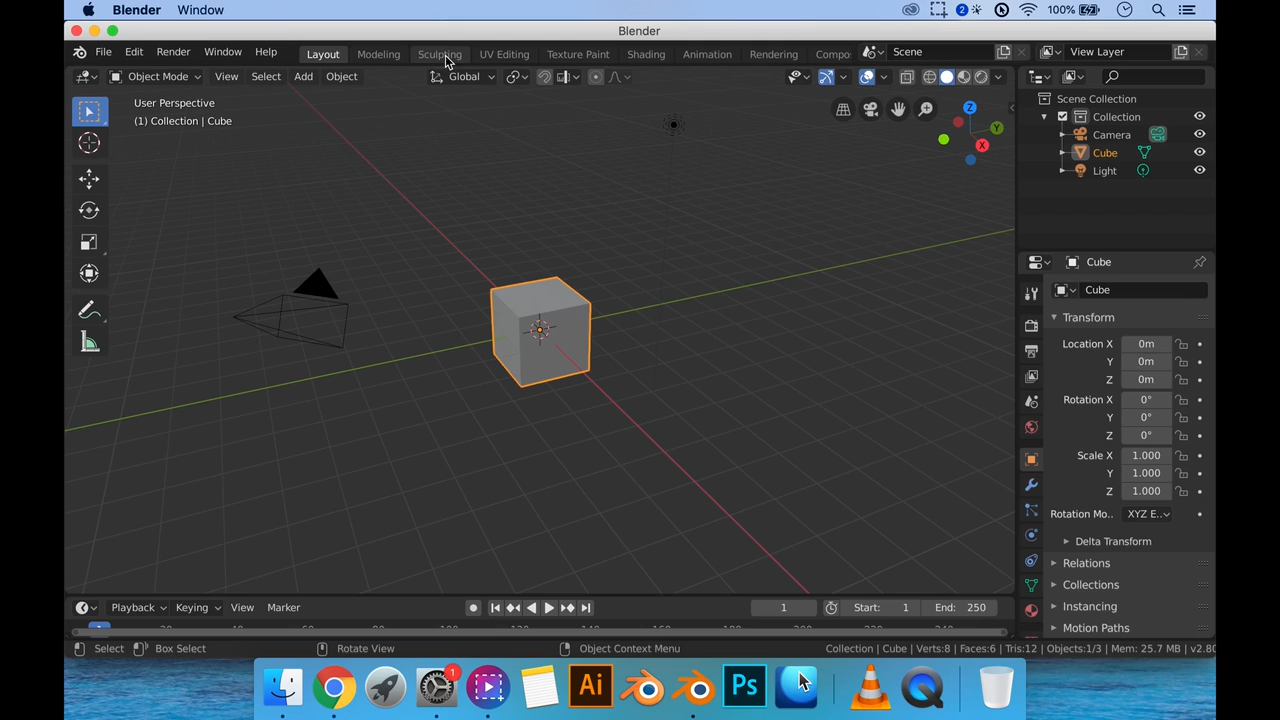 Blender Window 100%
Blender
File Edit Render Window Help Layout Modeling Sculpting UV Editing Texture Paint Shading Animation Rendering Compo Scene View Layer
Object Mode View Select Add Object Global
User Perspective
(1) Collection | Cube
Z
Y
X
Scene Collection
Collection
Camera
Cube
Light
Cube
Cube
Transform
Location X 0m
Y 0m
Z 0m
Rotation X 0°
Y 0°
Z 0°
Scale X 1.000
Y 1.000
Z 1.000
Rotation Mo.. XYZ E..
Delta Transform
Relations
Collections
Instancing
Motion Paths
Playback Keying View Marker 1 Start: 1 End: 250
Select Box Select Rotate View Object Context Menu Collection | Cube | Verts:8 | Faces:6 | Tris:12 | Objects:1/3 | Mem: 25.7 MB | v2.80
1
Ai Ps